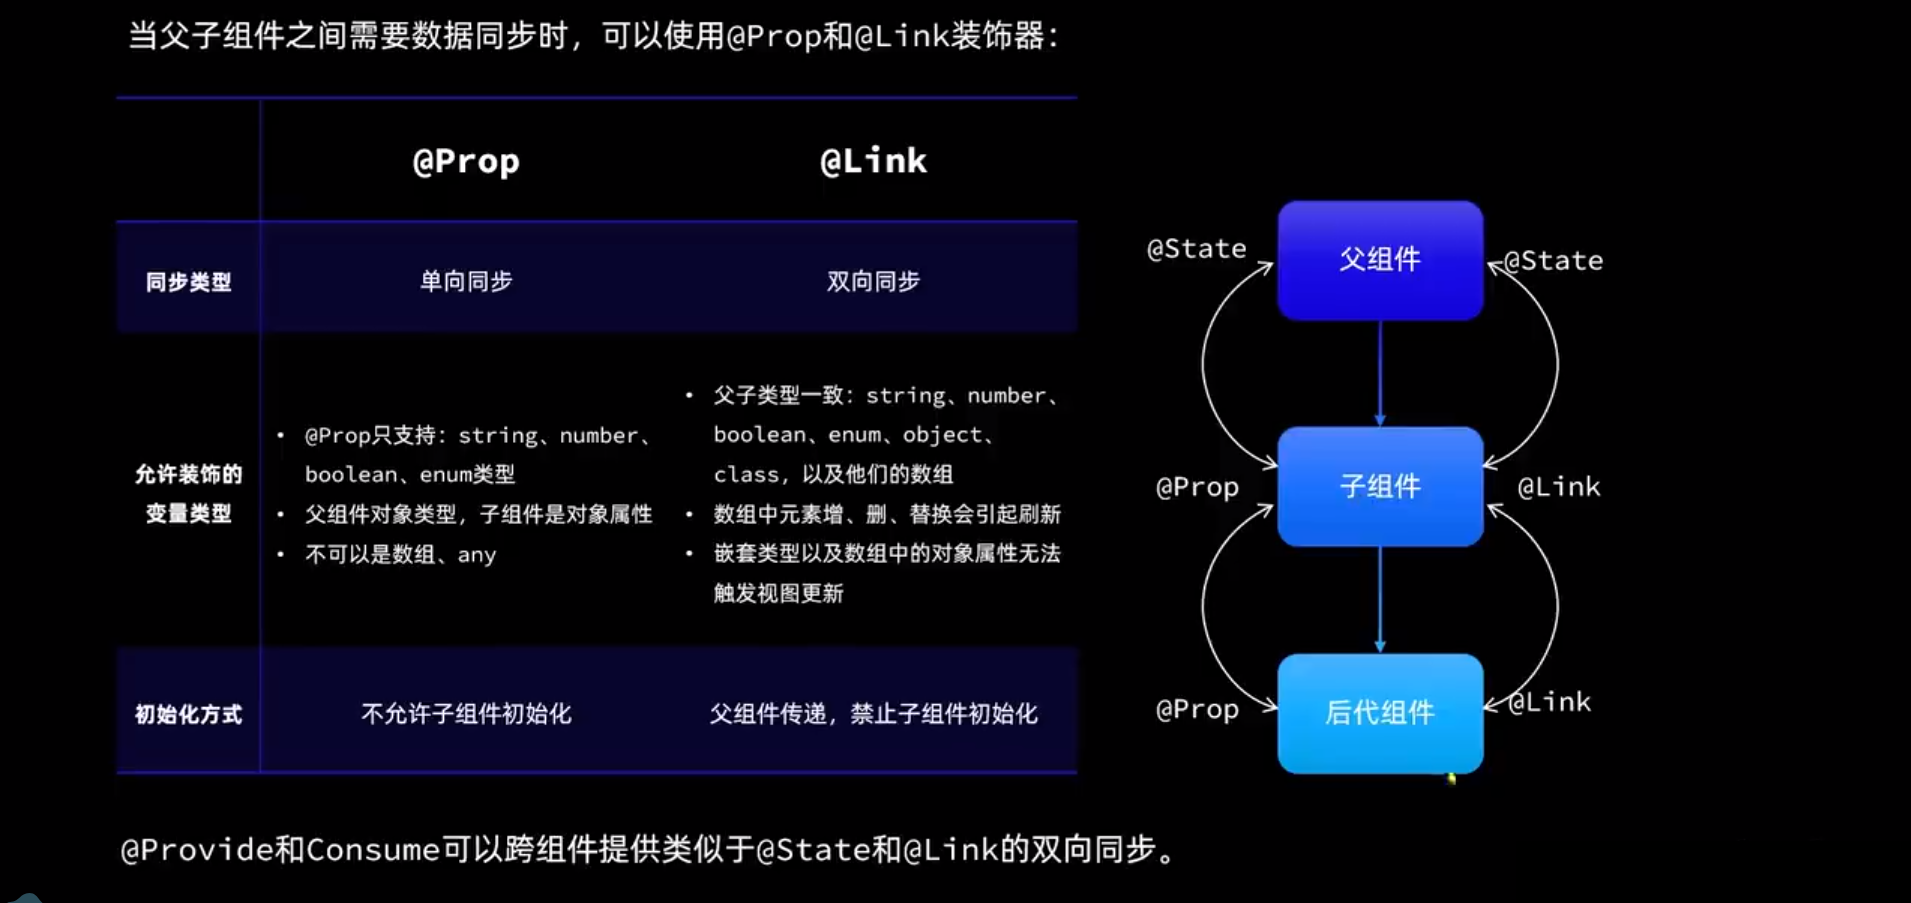 当父子组件之间需要数据同步时，可以使用@Prop和@Link装饰器：
@Prop
@Link
同步类型
单向同步
双向同步
允许装饰的
变量类型
• @Prop只支持：string、number、
boolean、enum类型
• 父组件对象类型，子组件是对象属性
• 不可以是数组、any
• 父子类型一致：string、number、
boolean、enum、object、
class，以及他们的数组
• 数组中元素增、删、替换会引起刷新
• 嵌套类型以及数组中的对象属性无法
触发视图更新
初始化方式
不允许子组件初始化
父组件传递，禁止子组件初始化
@State
父组件
@State
@Prop
子组件
@Link
@Prop
后代组件
@Link
@Provide和Consume可以跨组件提供类似于@State和@Link的双向同步。